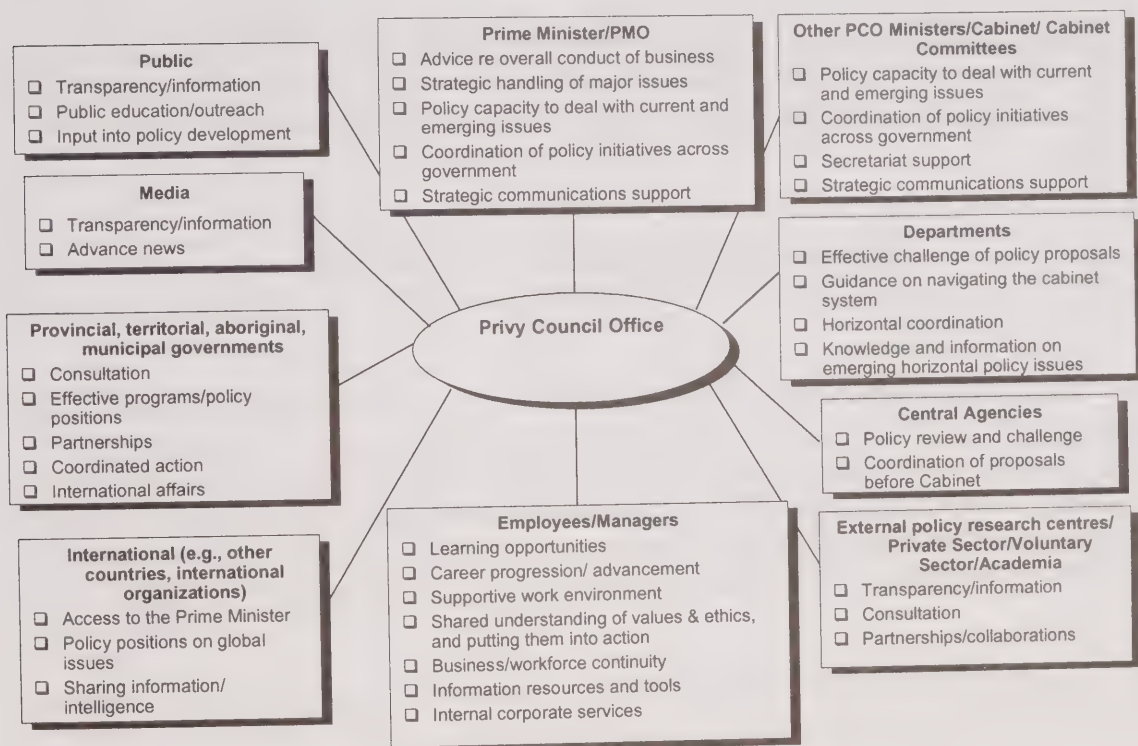 Public
❑ Transparency/information
❑ Public education/outreach
❑ Input into policy development
Prime Minister/PMO
❑ Advice re overall conduct of business
❑ Strategic handling of major issues
❑ Policy capacity to deal with current and
emerging issues
❑ Coordination of policy initiatives across
government
❑ Strategic communications support
Other PCO Ministers/Cabinet/ Cabinet
Committees
❑ Policy capacity to deal with current
and emerging issues
❑ Coordination of policy initiatives
across government
❑ Secretariat support
❑ Strategic communications support
Media
❑ Transparency/information
❑ Advance news
Departments
❑ Effective challenge of policy proposals
❑ Guidance on navigating the cabinet
system
❑ Horizontal coordination
❑ Knowledge and information on
emerging horizontal policy issues
Privy Council Office
Provincial, territorial, aboriginal,
municipal governments
❑ Consultation
❑ Effective programs/policy
positions
❑ Partnerships
❑ Coordinated action
❑ International affairs
Central Agencies
❑ Policy review and challenge
❑ Coordination of proposals
before Cabinet
International (e.g., other
countries, international
organizations)
❑ Access to the Prime Minister
❑ Policy positions on global
issues
❑ Sharing information/
intelligence
Employees/Managers
❑ Learning opportunities
❑ Career progression/ advancement
❑ Supportive work environment
❑ Shared understanding of values & ethics,
and putting them into action
❑ Business/workforce continuity
❑ Information resources and tools
❑ Internal corporate services
External policy research centres/
Private Sector/Voluntary
Sector/Academia
❑ Transparency/information
❑ Consultation
❑ Partnerships/collaborations